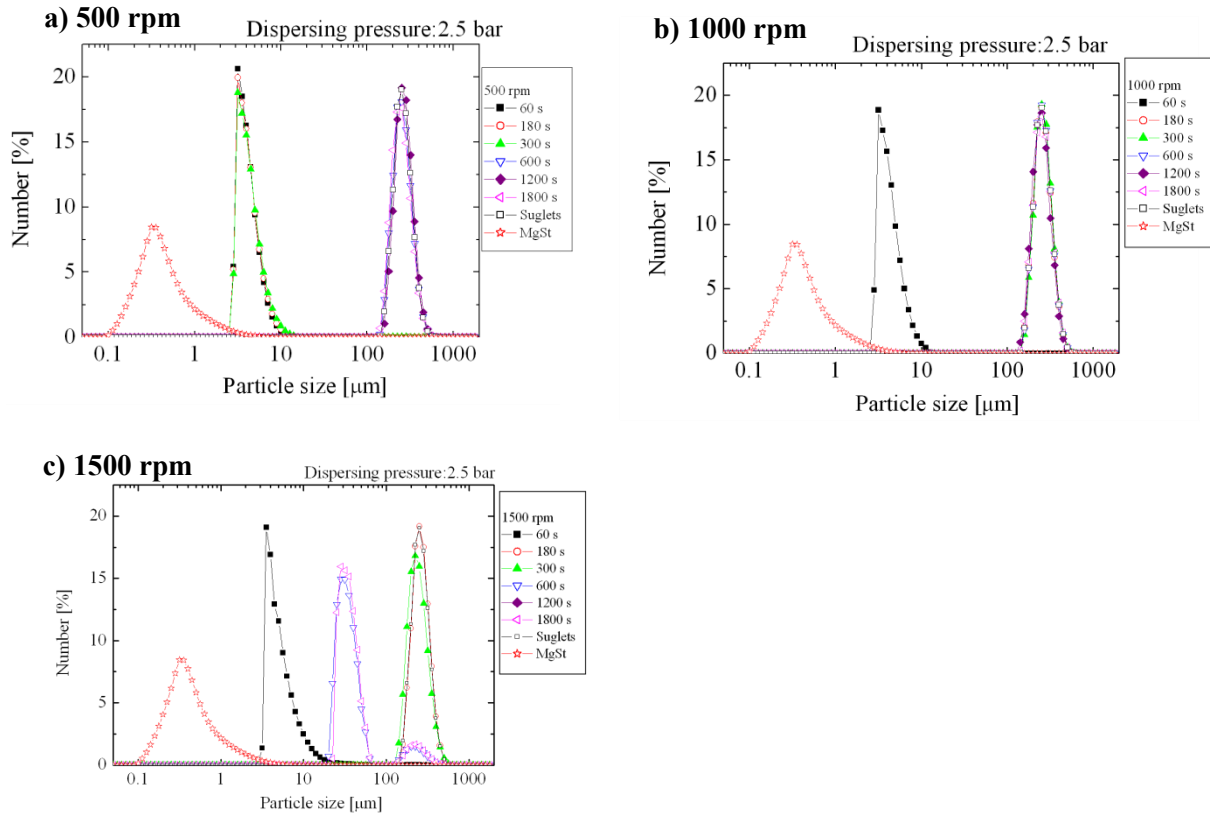 a) 500 rpm
Dispersing pressure:2.5 bar
Number [%]
20
15
10
5
0
0.1 1 10 100 1000
Particle size [μm]
500 rpm
60 s
180 s
300 s
600 s
1200 s
1800 s
Suglets
MgSt
b) 1000 rpm
Dispersing pressure:2.5 bar
Number [%]
20
15
10
5
0
0.1 1 10 100 1000
Particle size [μm]
1000 rpm
60 s
180 s
300 s
600 s
1200 s
1800 s
Suglets
MgSt
c) 1500 rpm
Dispersing pressure:2.5 bar
Number [%]
20
15
10
5
0
0.1 1 10 100 1000
Particle size [μm]
1500 rpm
60 s
180 s
300 s
600 s
1200 s
1800 s
Suglets
MgSt